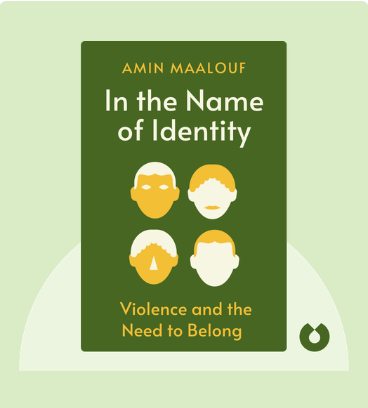 AMIN MAALOUF
In the Name
of Identity
Violence and the
Need to Belong